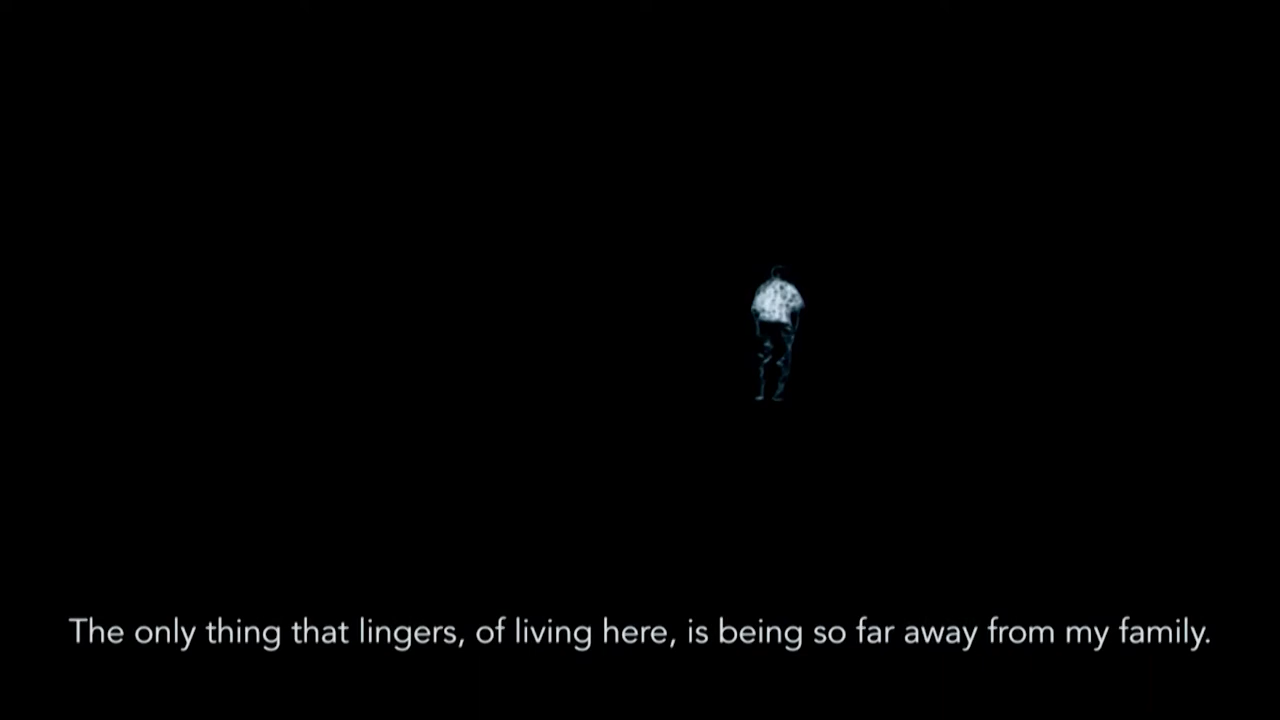 The only thing that lingers, of living here, is being so far away from my family.